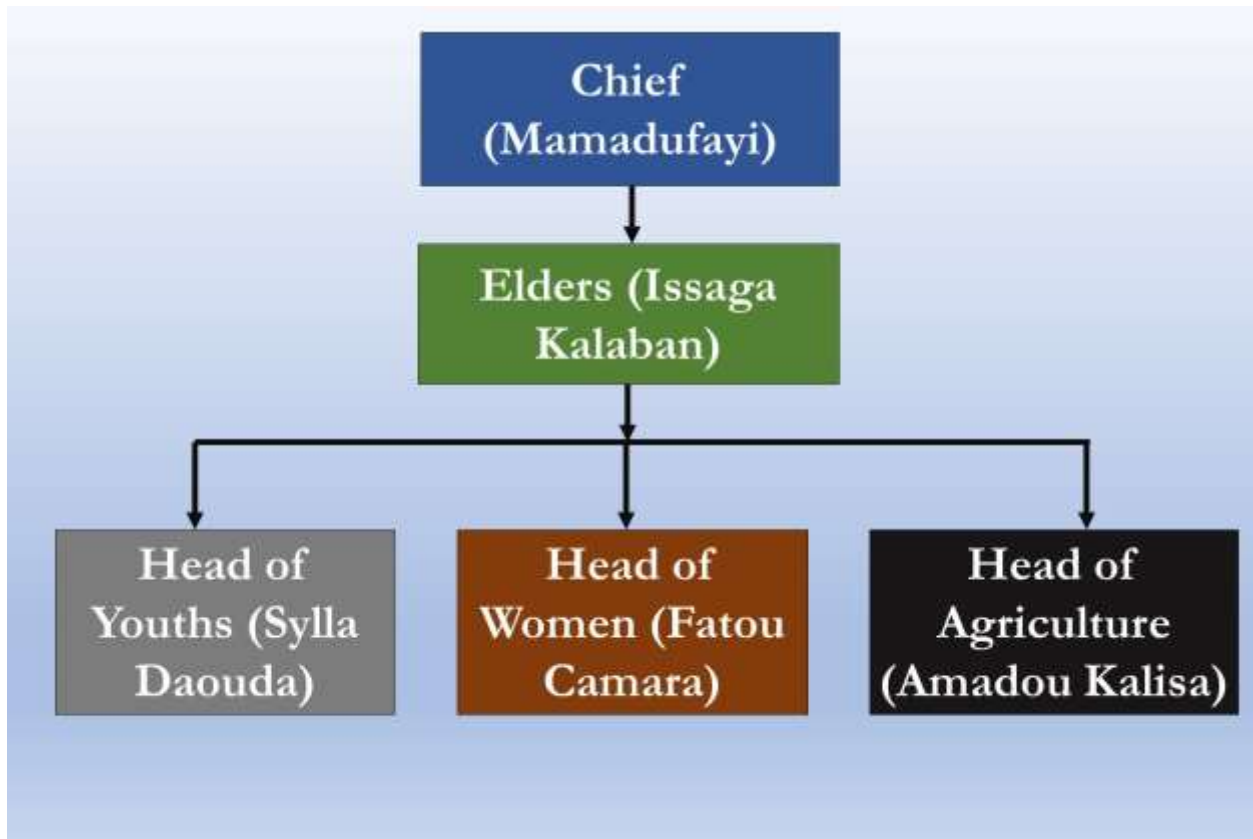 Chief
(Mamadufayi)
Elders (Issaga
Kalaban)
Head of
Youths (Sylla
Daouda)
Head of
Women (Fatou
Camara)
Head of
Agriculture
(Amadou Kalisa)